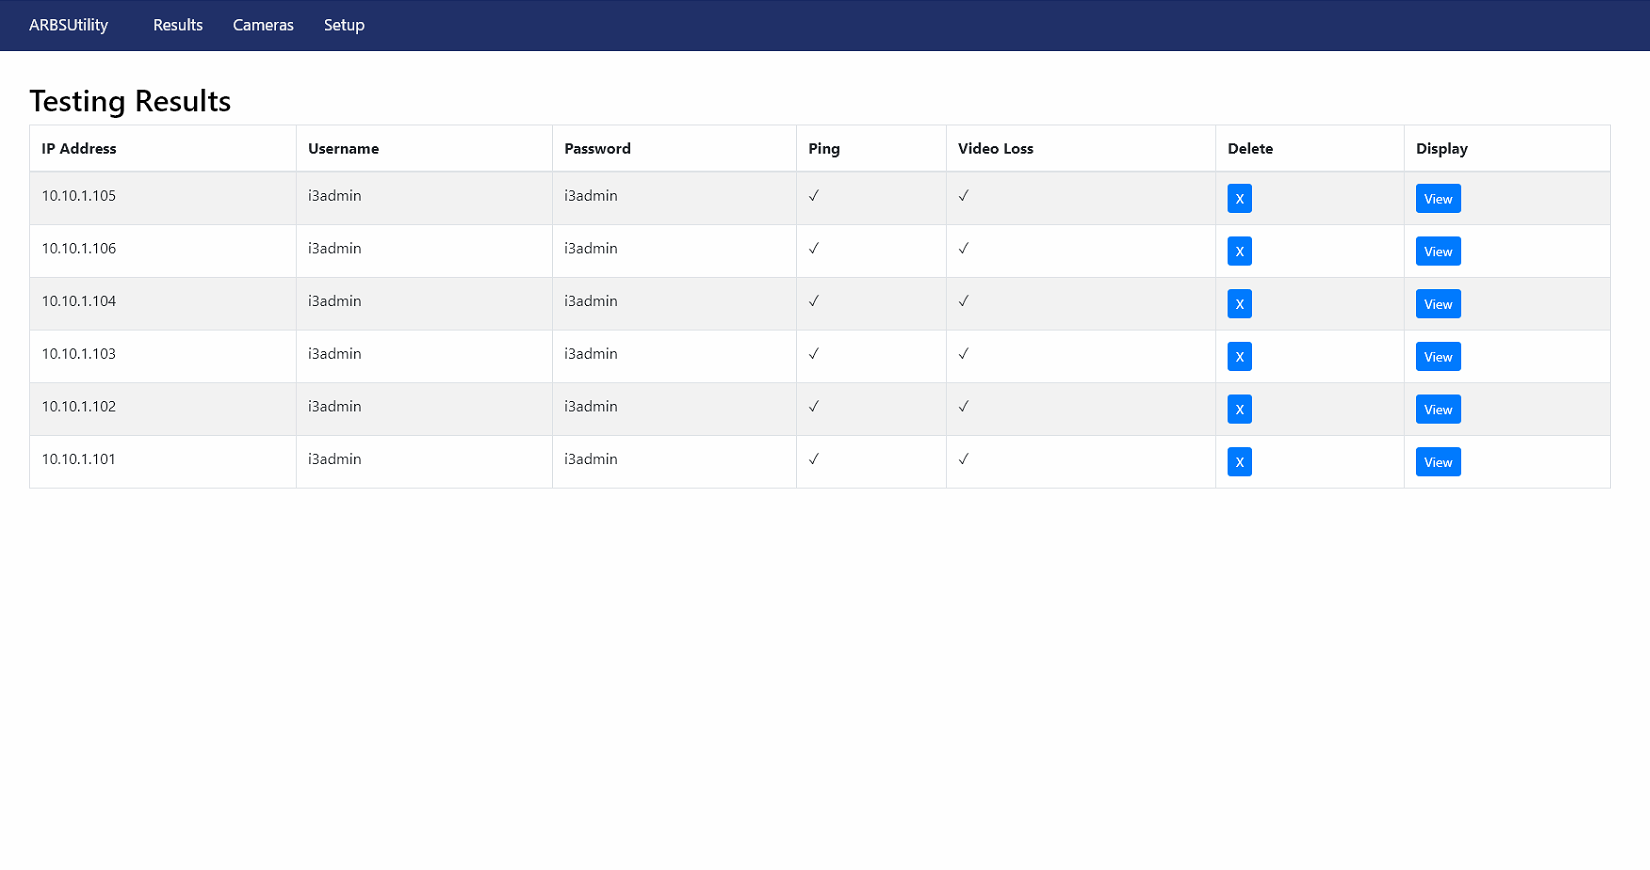 ARBSUtility Results Cameras Setup
Testing Results
IP Address Username Password Ping Video Loss Delete Display
10.10.1.105 i3admin i3admin ✓ ✓ X View
10.10.1.106 i3admin i3admin ✓ ✓ X View
10.10.1.104 i3admin i3admin ✓ ✓ X View
10.10.1.103 i3admin i3admin ✓ ✓ X View
10.10.1.102 i3admin i3admin ✓ ✓ X View
10.10.1.101 i3admin i3admin ✓ ✓ X View